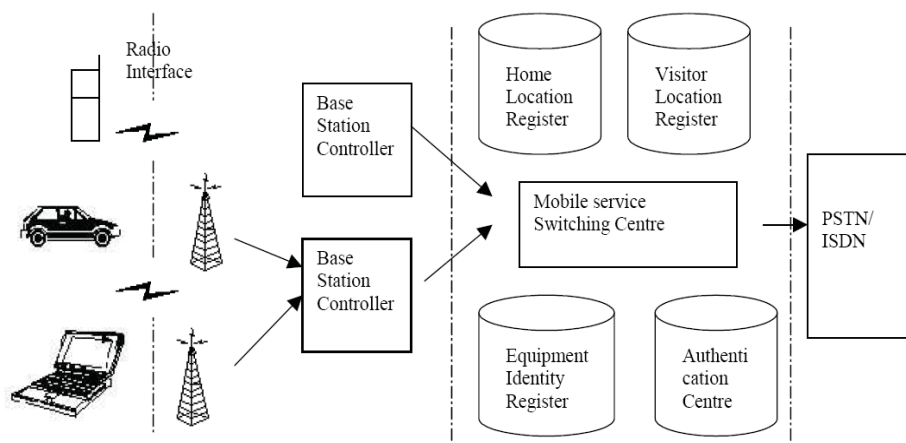 Radio
Interface
Base
Station
Controller
Base
Station
Controller
Home
Location
Register
Visitor
Location
Register
Mobile service
Switching Centre
Equipment
Identity
Register
Authenti
cation
Centre
PSTN/
ISDN